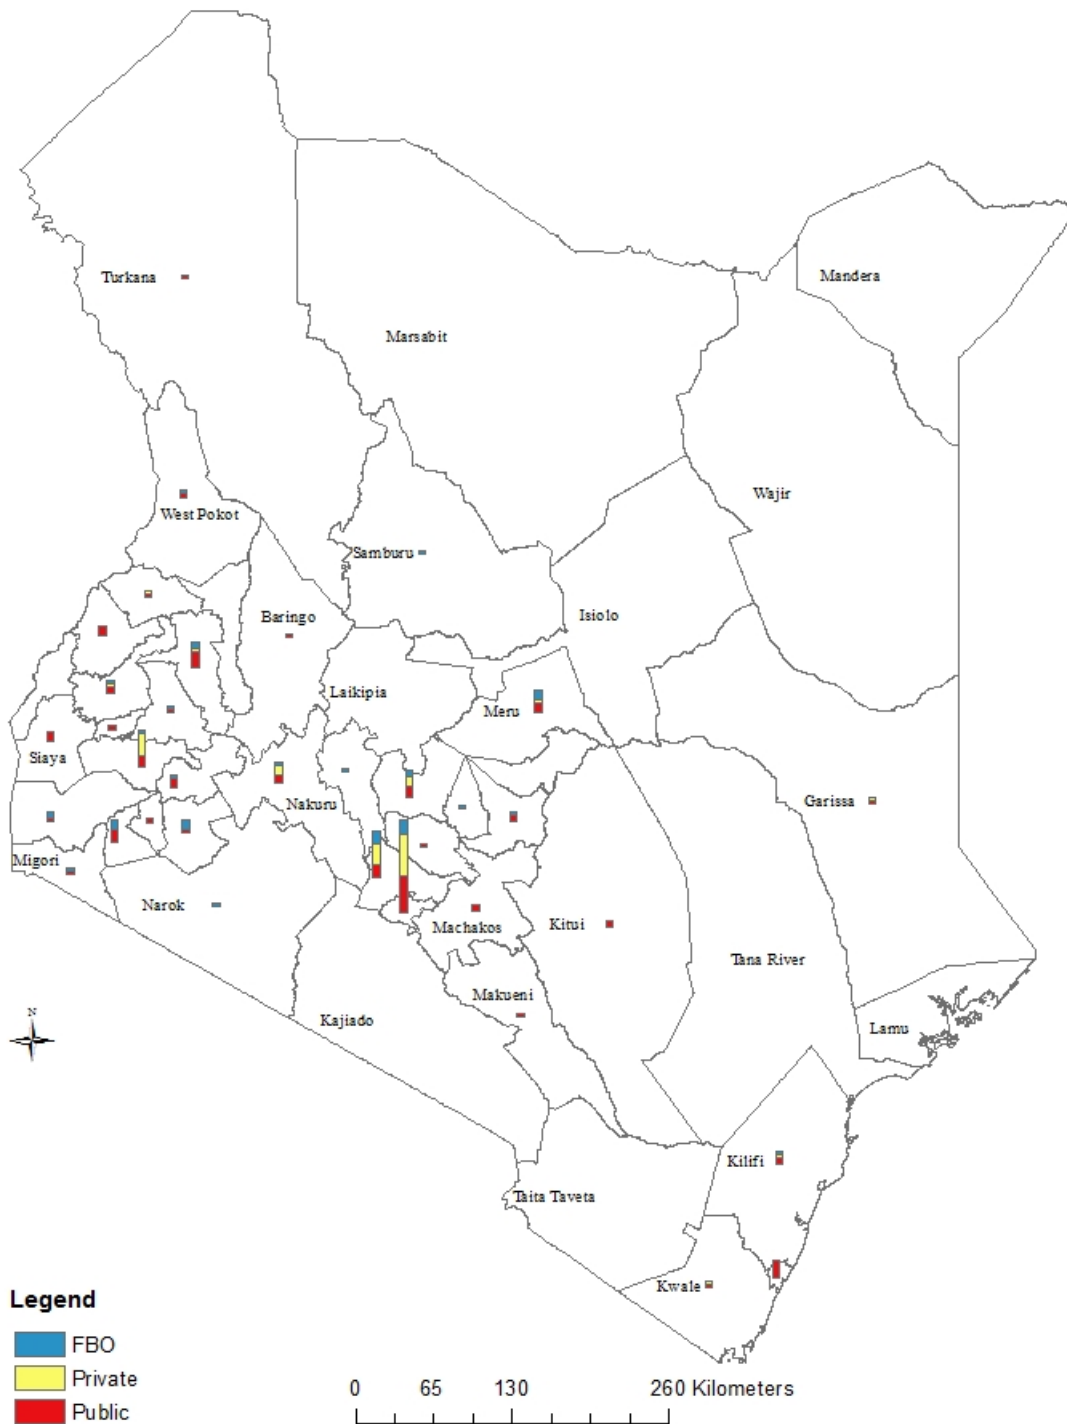 Turkana
Mandera
Marsabit
Wajir
West Pokot
Samburu
Baringo
Isiolo
Laikipia
Meru
Siaya
Nakuru
Garissa
Migori
Narok
Machakos
Kitui
Tana River
Makueni
Kajiado
N
Lamu
Kilifi
Taita Taveta
Kwale
Legend
FBO
Private
Public
0 65 130 260 Kilometers